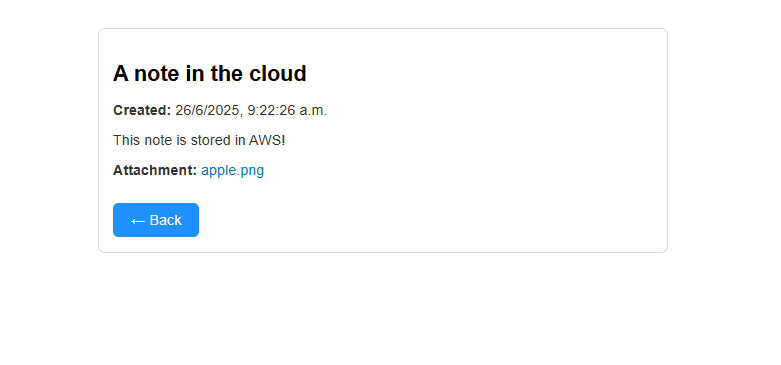 A note in the cloud
Created: 26/6/2025, 9:22:26 a.m.
This note is stored in AWS!
Attachment: apple.png
← Back